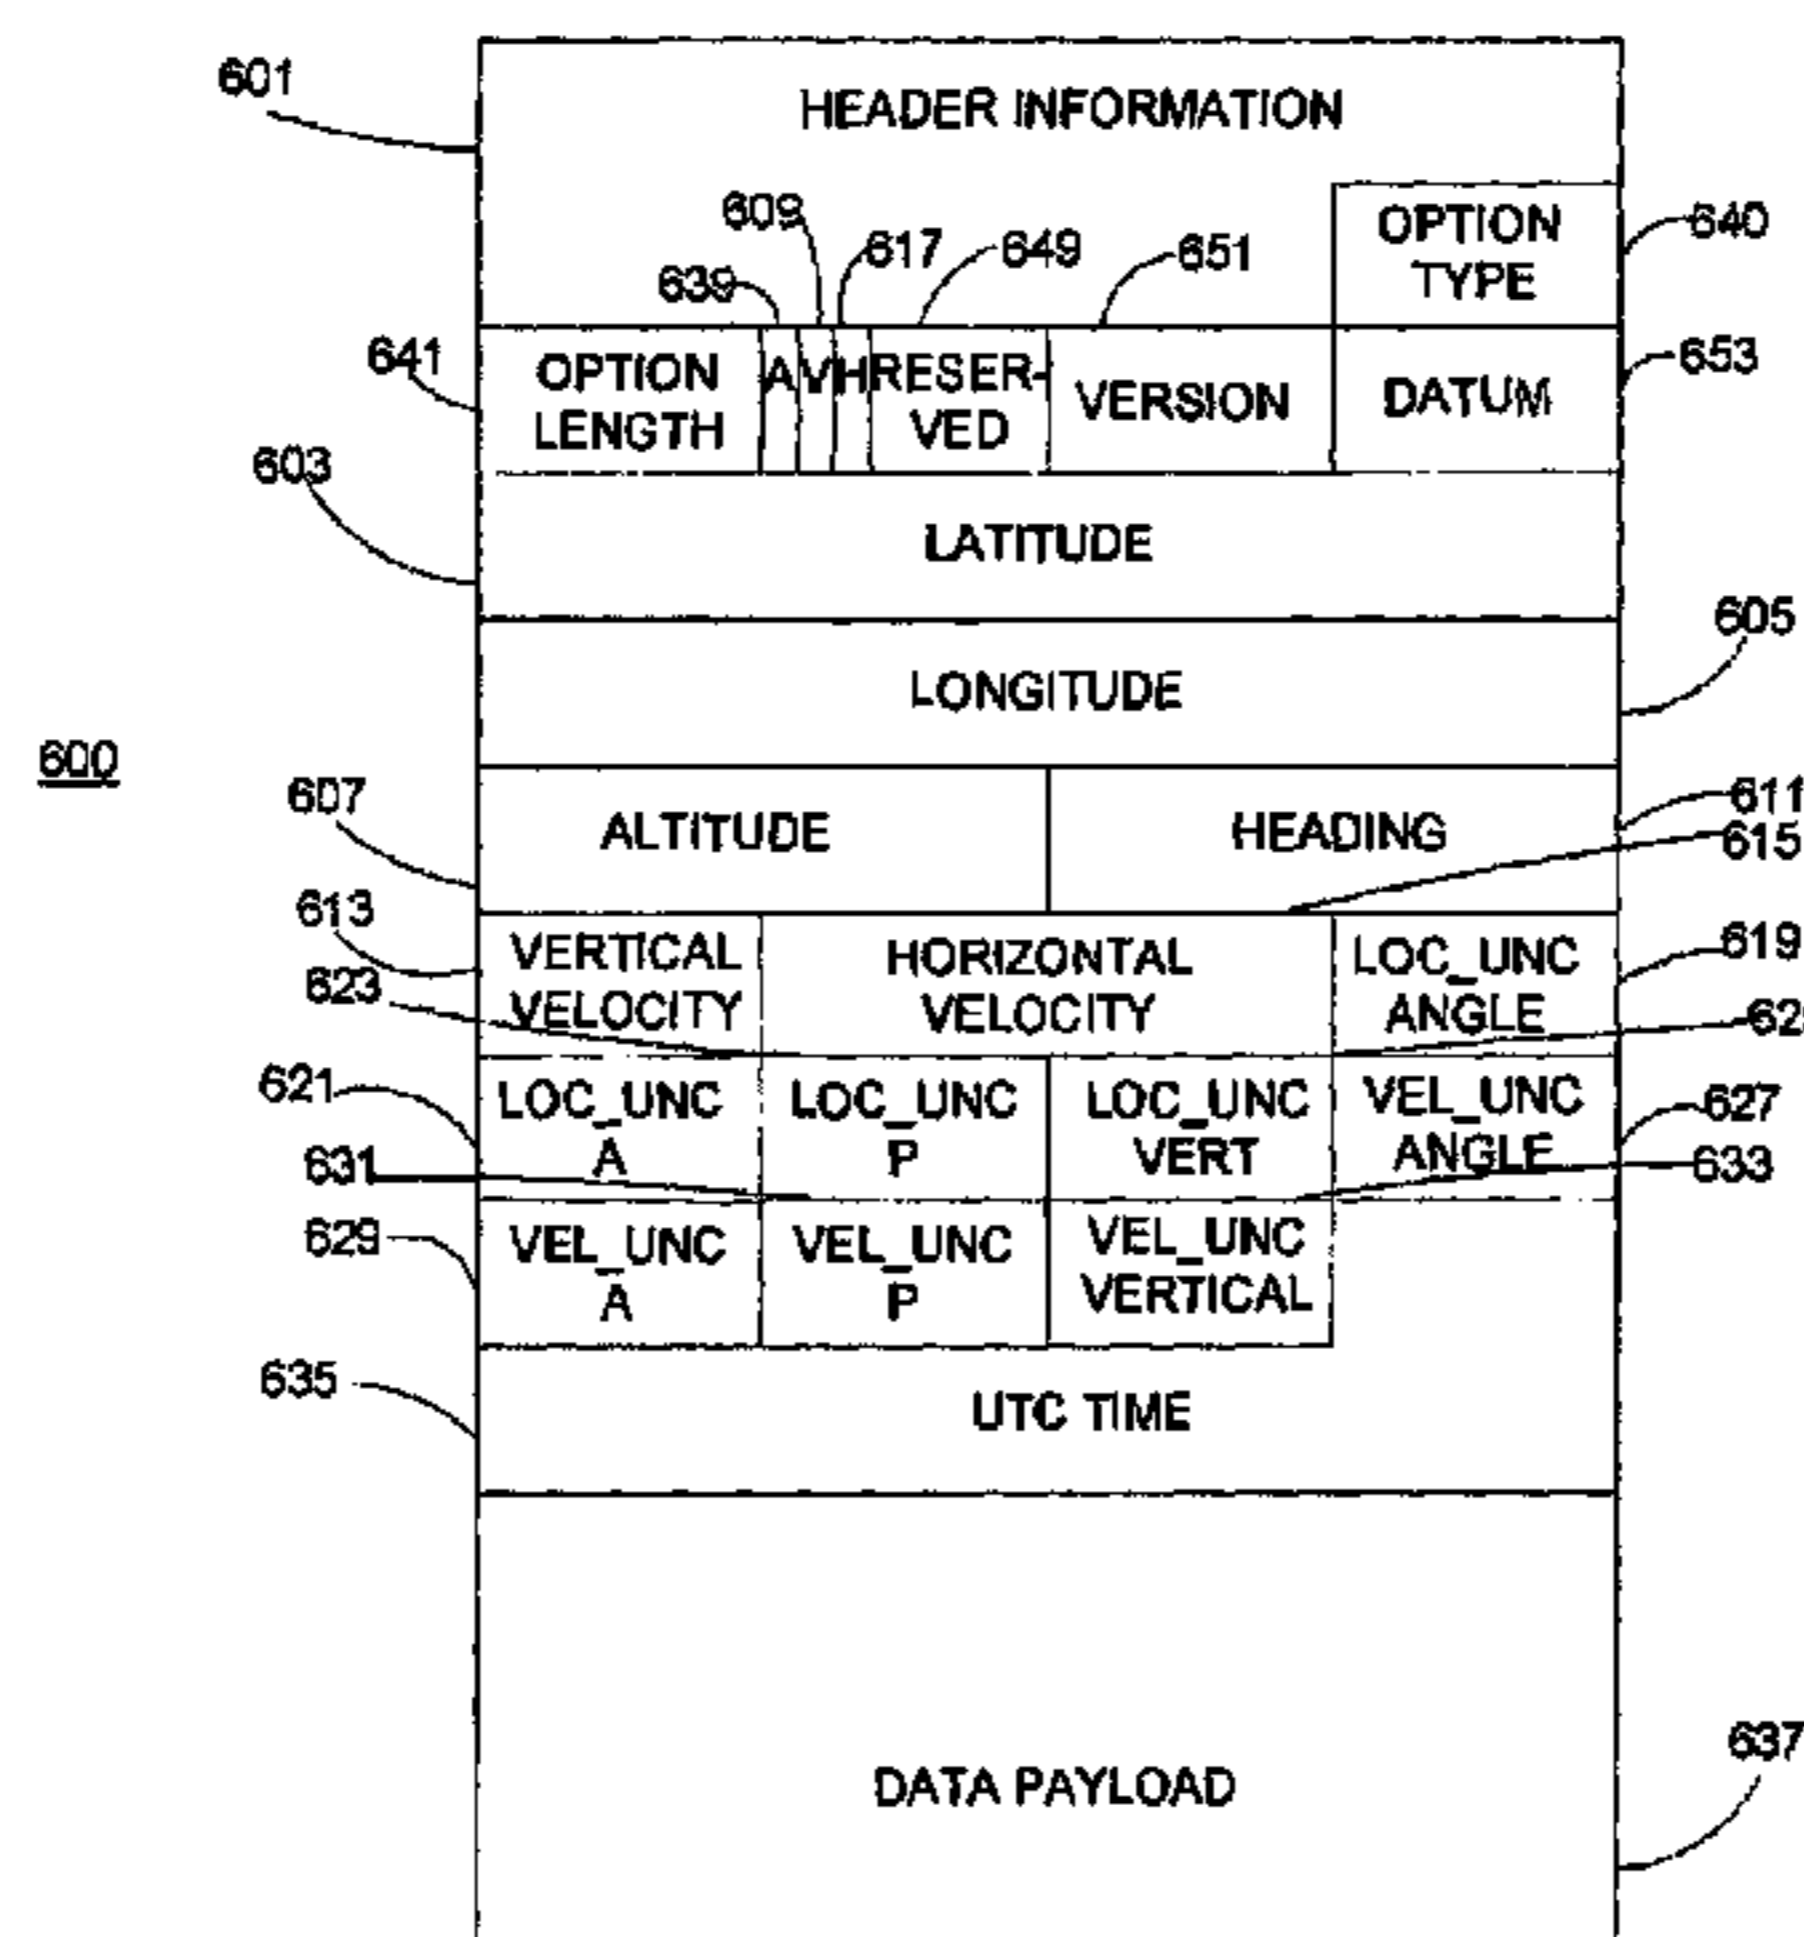 601
HEADER INFORMATION
609
617
649
651
639
OPTION
TYPE
640
641
OPTION
LENGTH
A
V
H
RESER-
VED
VERSION
DATUM
653
603
LATITUDE
605
LONGITUDE
600
607
ALTITUDE
HEADING
611
615
613
VERTICAL
VELOCITY
HORIZONTAL
VELOCITY
LOC_UNC
ANGLE
619
623
621
LOC_UNC
A
LOC_UNC
P
LOC_UNC
VERT
VEL_UNC
ANGLE
627
631
633
629
VEL_UNC
A
VEL_UNC
P
VEL_UNC
VERTICAL
635
UTC TIME
DATA PAYLOAD
637